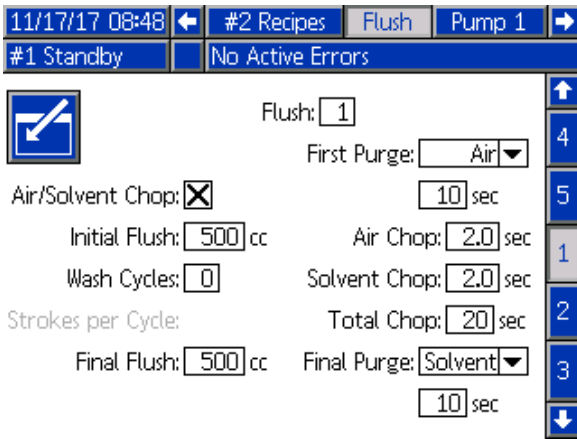 11/17/17 08:48 #2 Recipes Flush Pump 1
#1 Standby No Active Errors
Flush: 1
4
First Purge: Air
Air/Solvent Chop: 10 sec
5
Initial Flush: 500 cc Air Chop: 2.0 sec
1
Wash Cycles: 0 Solvent Chop: 2.0 sec
Strokes per Cycle: Total Chop: 20 sec
2
Final Flush: 500 cc Final Purge: Solvent
3
10 sec